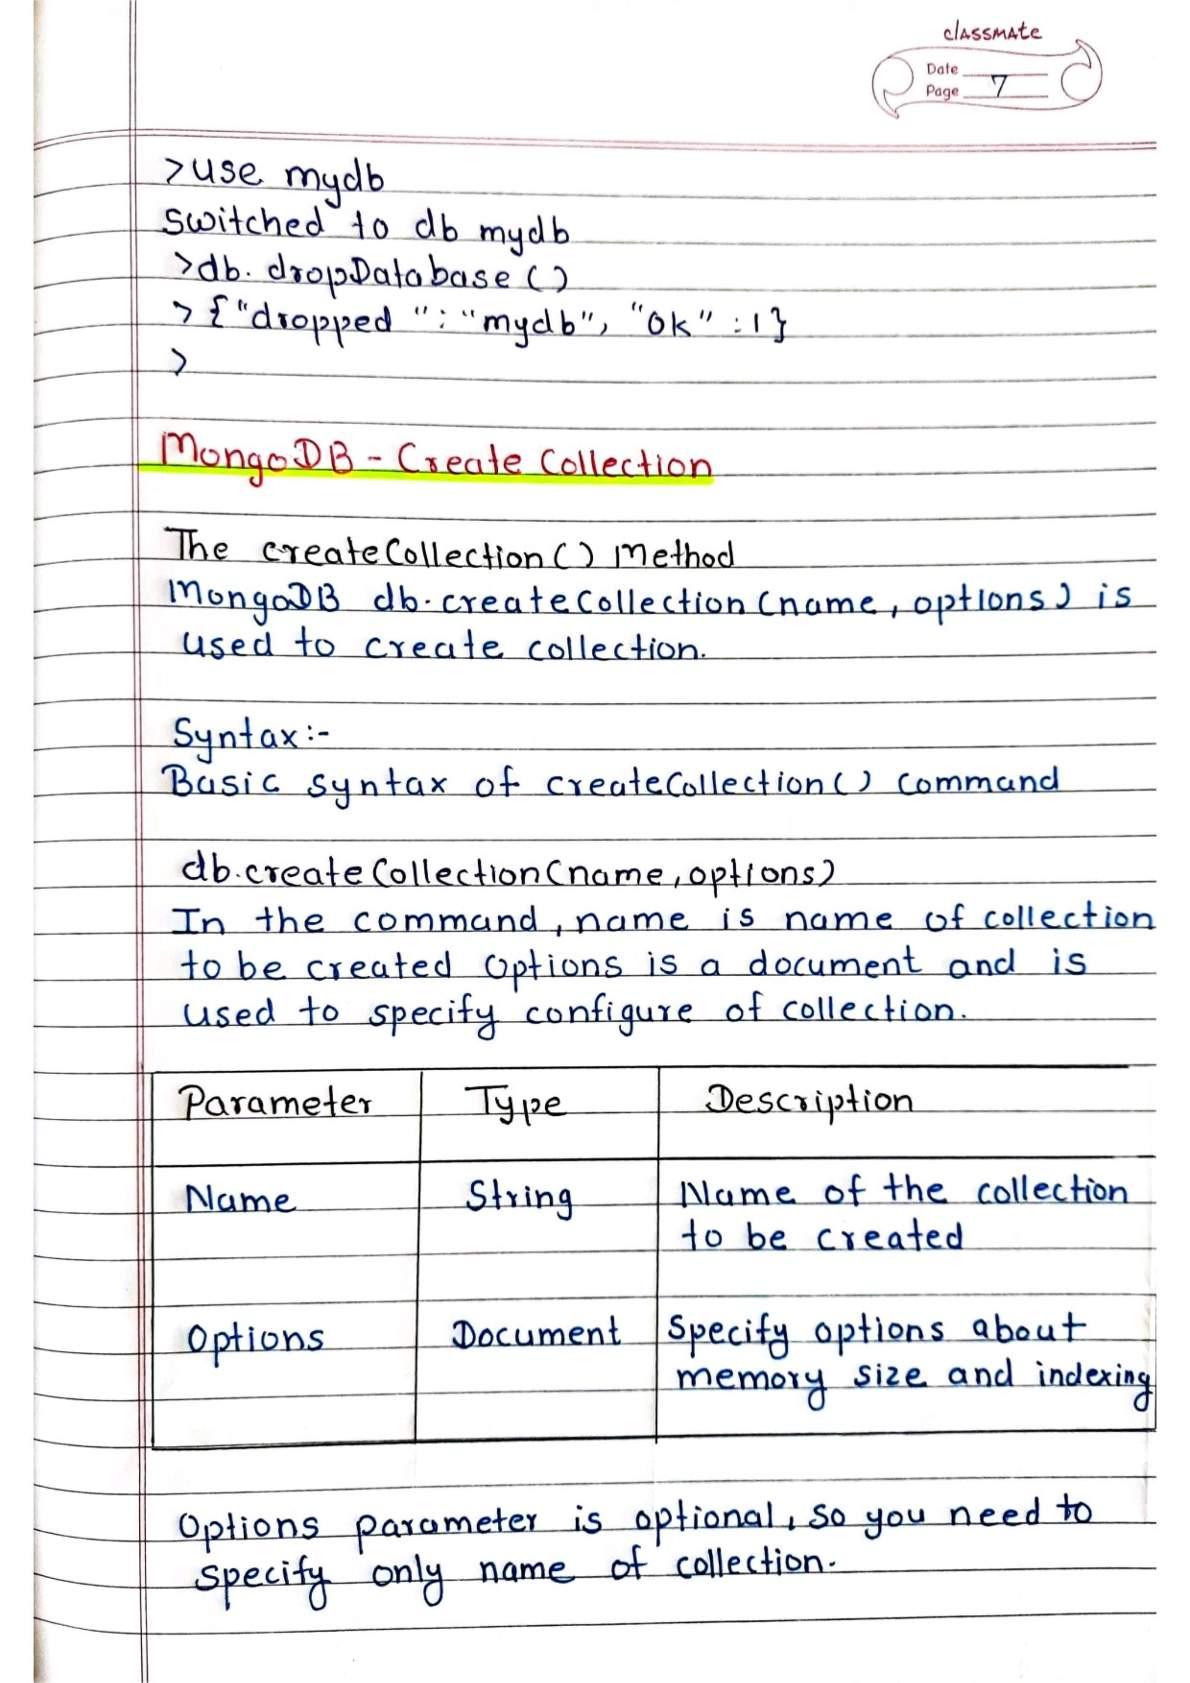 classmate
Date
Page 7
>use mydb
switched to db mydb
>db.dropDatabase()
> {"dropped ": "mydb", "ok" : 1}
>
MongoDB - Create Collection
The createCollection() Method
MongoDB db.createCollection(name, options) is
used to create collection.
Syntax:-
Basic syntax of createCollection() command
db.createCollection(name, options)
In the command, name is name of collection
to be created Options is a document and is
used to specify configure of collection.
Parameter Type Description
Name String Name of the collection
to be created
Options Document Specify options about
memory size and indexing
Options parameter is optional, so you need to
specify only name of collection.